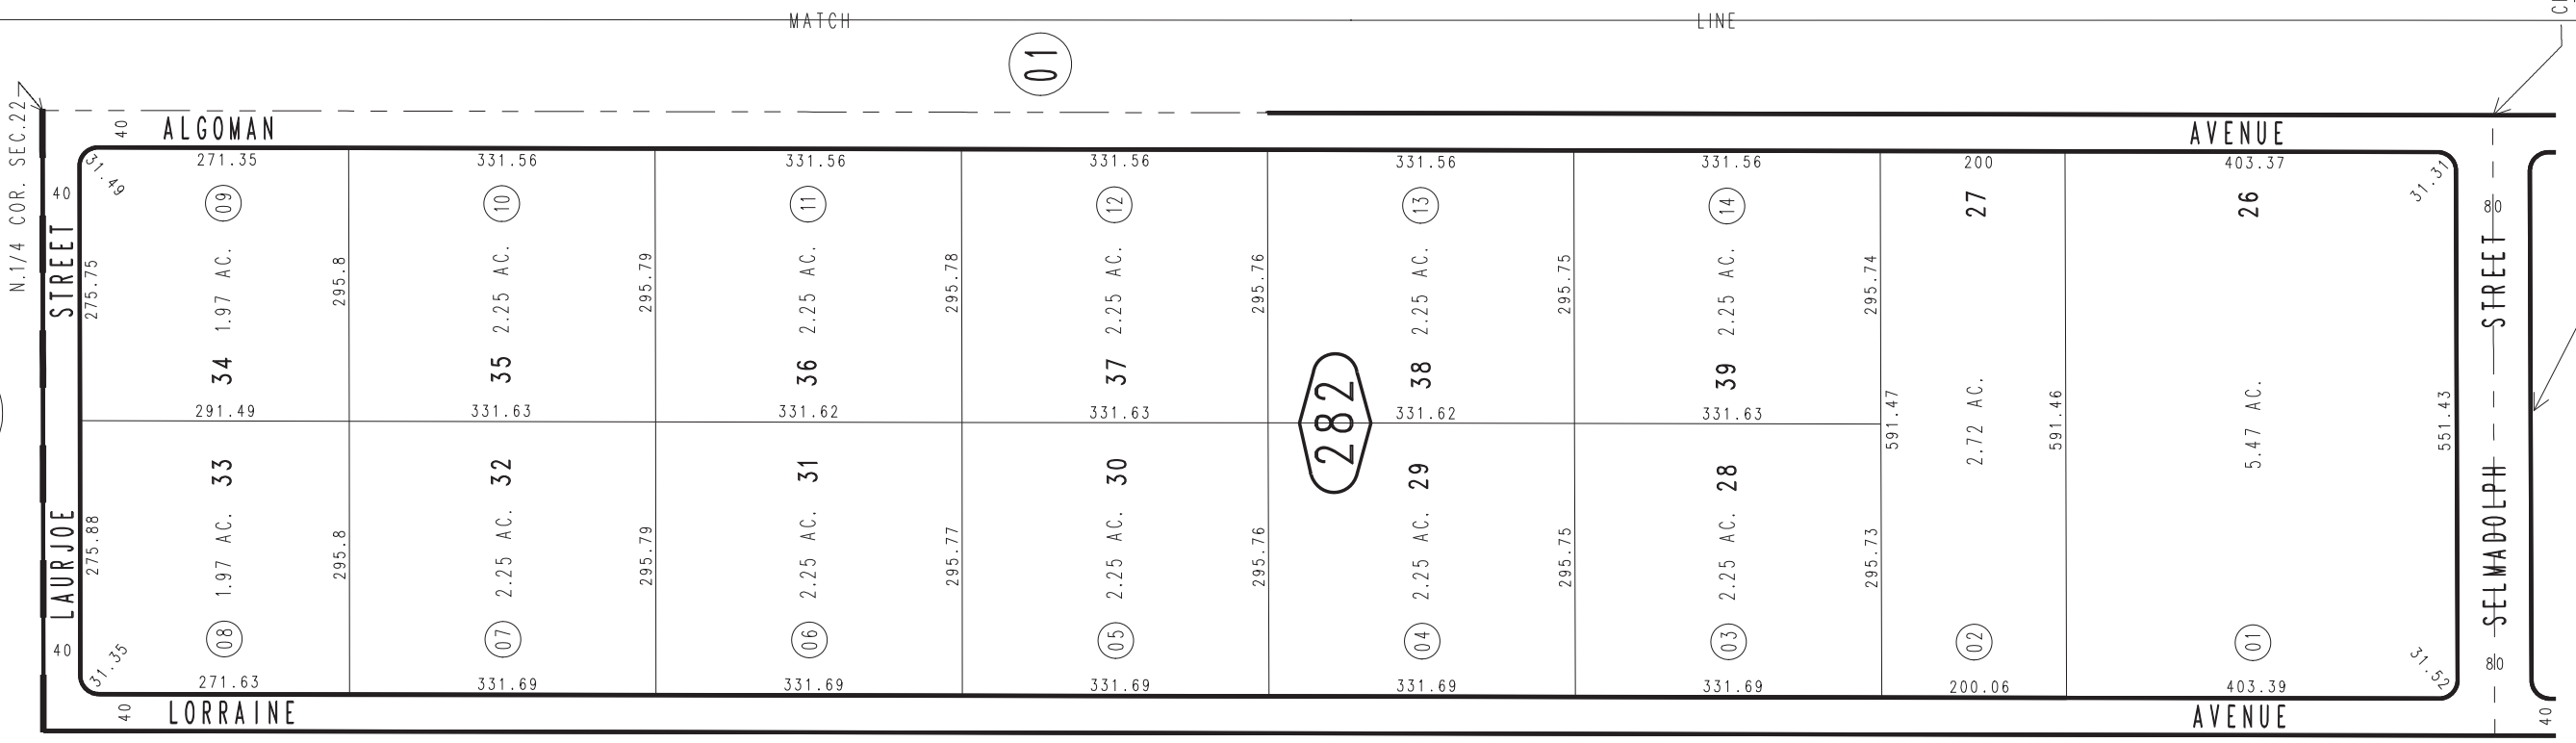 MATCH LINE
01
N.1/4 COR. SEC.22
40 ALGOMAN AVENUE
31.49 271.35 331.56 331.56 331.56 331.56 331.56 200 403.37 31.31
40 09 10 11 12 13 14 27 26 80
STREET 275.75 1.97 AC. 295.8 2.25 AC. 295.79 2.25 AC. 295.78 2.25 AC. 295.76 2.25 AC. 295.75 2.25 AC. 295.74 STREET
34 35 36 37 38 39
291.49 331.63 331.62 331.63 331.62 331.63
282
591.47 2.72 AC. 591.46 5.47 AC. 551.43
33 32 31 30 29 28
LAURJOE 275.88 1.97 AC. 295.8 2.25 AC. 295.79 2.25 AC. 295.77 2.25 AC. 295.76 2.25 AC. 295.75 2.25 AC. 295.73 SELMADOLPH
40 08 07 06 05 04 03 02 01 80
31.35 271.63 331.69 331.69 331.69 331.69 331.69 200.06 403.39 31.52
40 LORRAINE AVENUE 40